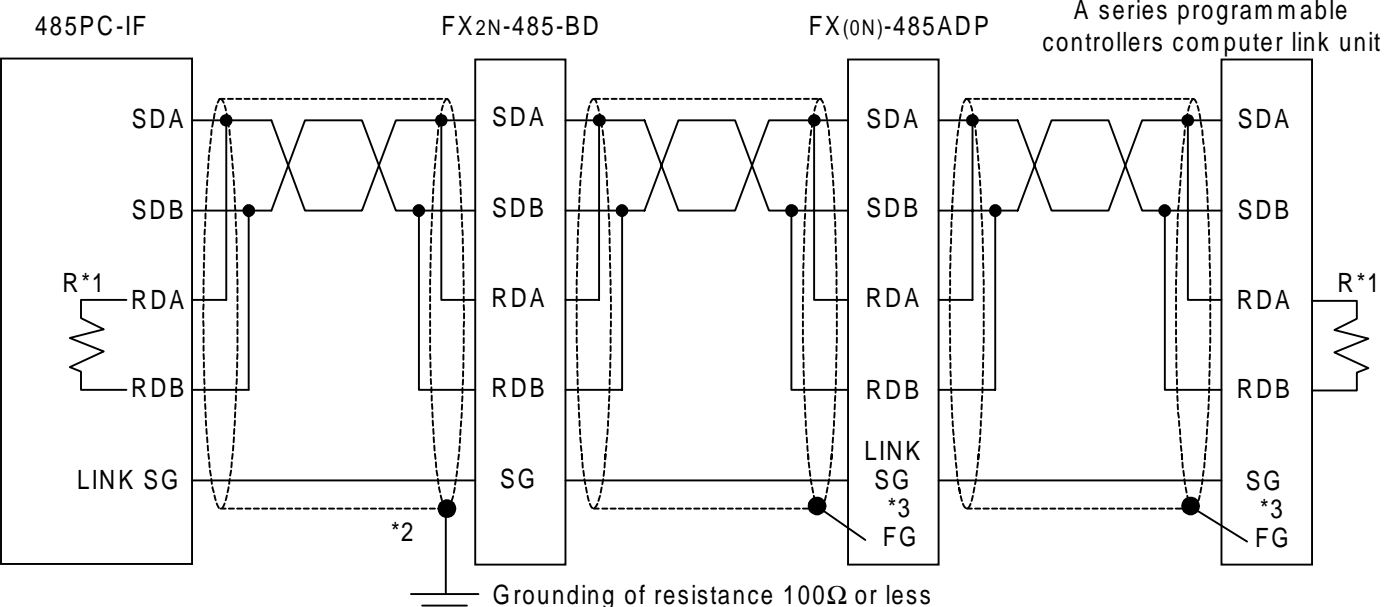 485PC-IF
FX2N-485-BD
FX(0N)-485ADP
A series programmable
controllers computer link unit
SDA
SDB
R*1
RDA
RDB
LINK SG
*2
SDA
SDB
RDA
RDB
SG
SDA
SDB
RDA
RDB
LINK
SG
*3
FG
SDA
SDB
RDA
R*1
RDB
SG
*3
FG
Grounding of resistance 100Ω or less